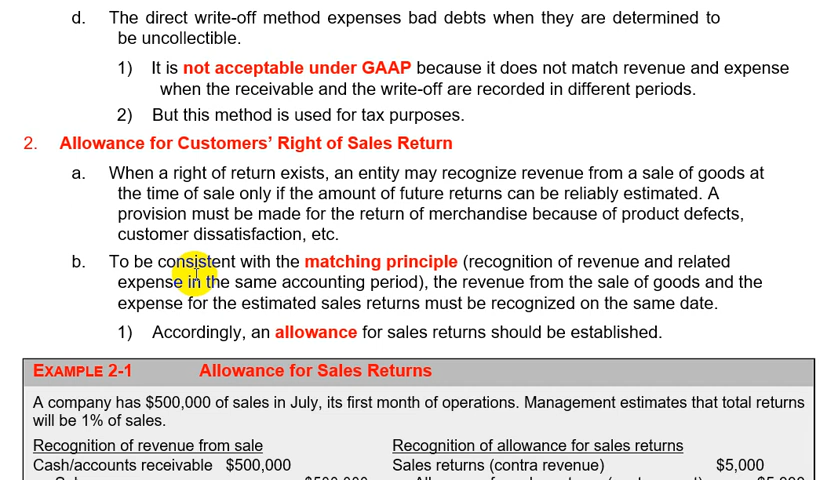 d. The direct write-off method expenses bad debts when they are determined to
be uncollectible.
1) It is not acceptable under GAAP because it does not match revenue and expense
when the receivable and the write-off are recorded in different periods.
2) But this method is used for tax purposes.
2. Allowance for Customers’ Right of Sales Return
a. When a right of return exists, an entity may recognize revenue from a sale of goods at
the time of sale only if the amount of future returns can be reliably estimated. A
provision must be made for the return of merchandise because of product defects,
customer dissatisfaction, etc.
b. To be consistent with the matching principle (recognition of revenue and related
expense in the same accounting period), the revenue from the sale of goods and the
expense for the estimated sales returns must be recognized on the same date.
1) Accordingly, an allowance for sales returns should be established.
EXAMPLE 2-1 Allowance for Sales Returns
A company has $500,000 of sales in July, its first month of operations. Management estimates that total returns
will be 1% of sales.
Recognition of revenue from sale Recognition of allowance for sales returns
Cash/accounts receivable $500,000 Sales returns (contra revenue) $5,000